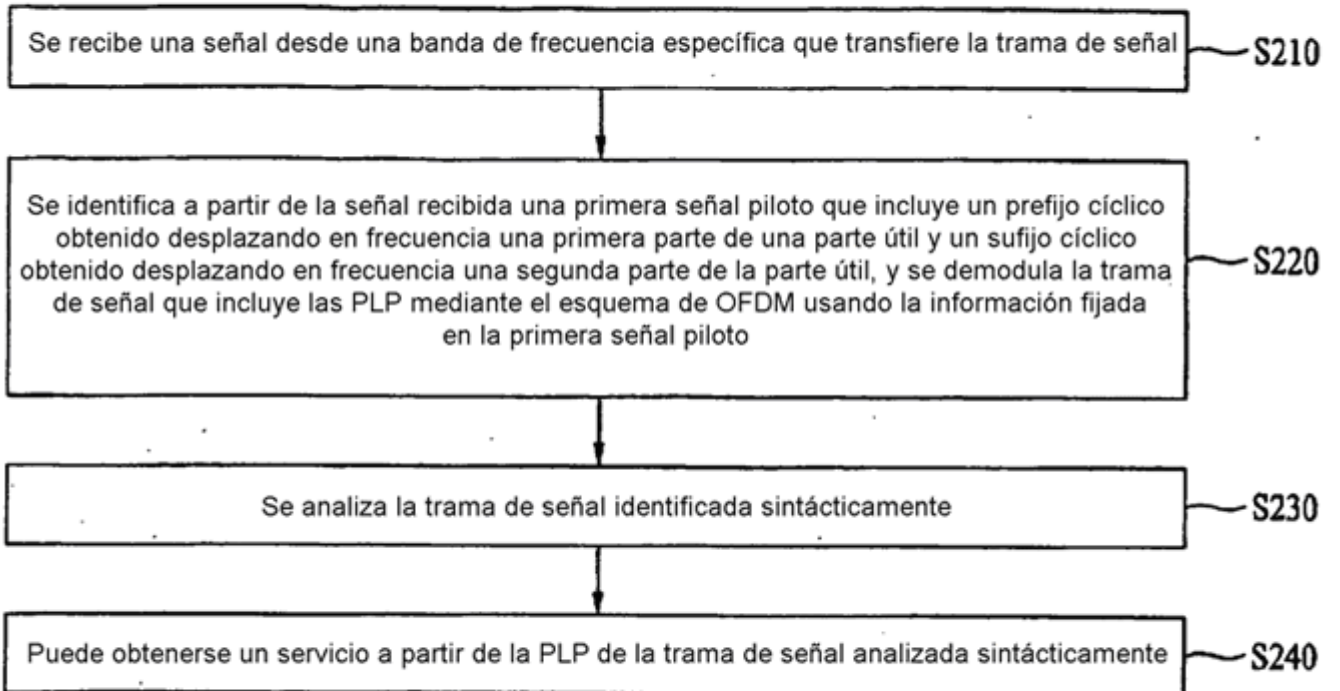 Se recibe una señal desde una banda de frecuencia específica que transfiere la trama de señal
S210
Se identifica a partir de la señal recibida una primera señal piloto que incluye un prefijo cíclico
obtenido desplazando en frecuencia una primera parte de una parte útil y un sufijo cíclico
obtenido desplazando en frecuencia una segunda parte de la parte útil, y se demodula la trama
de señal que incluye las PLP mediante el esquema de OFDM usando la información fijada
en la primera señal piloto
S220
Se analiza la trama de señal identificada sintácticamente
S230
Puede obtenerse un servicio a partir de la PLP de la trama de señal analizada sintácticamente
S240